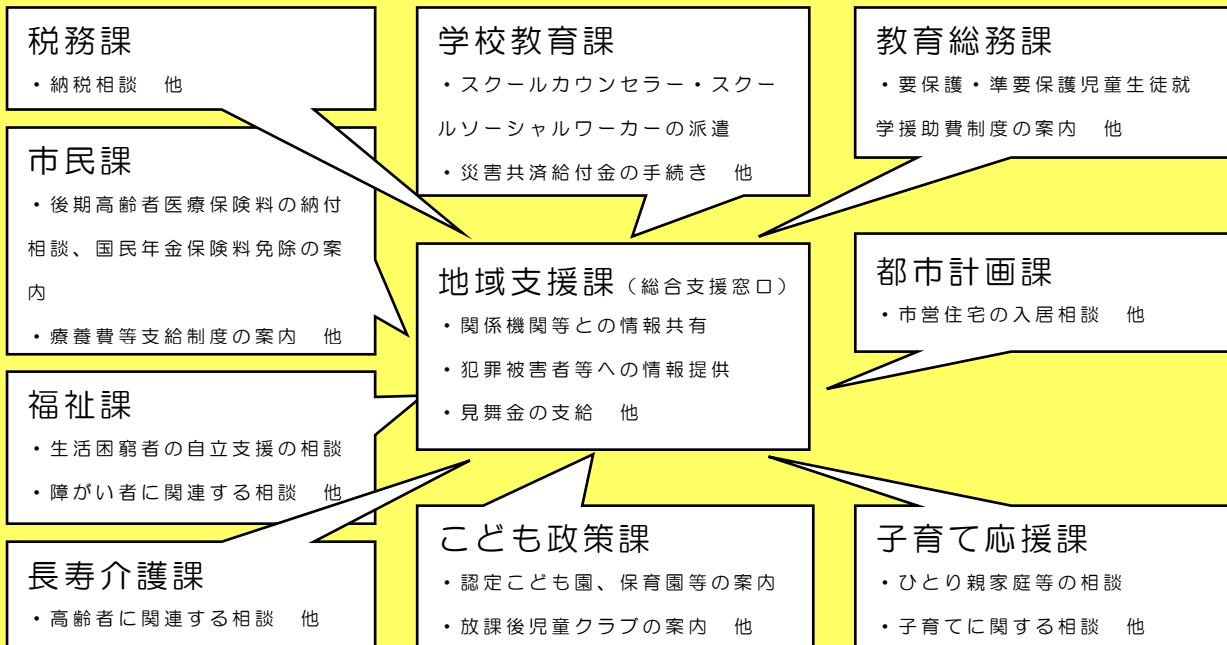 税務課
・納税相談　他
市民課
・後期高齢者医療保険料の納付
相談、国民年金保険料免除の案
内
・療養費等支給制度の案内　他
福祉課
・生活困窮者の自立支援の相談
・障がい者に関連する相談　他
長寿介護課
・高齢者に関連する相談　他
学校教育課
・スクールカウンセラー・スクー
ルソーシャルワーカーの派遣
・災害共済給付金の手続き　他
地域支援課（総合支援窓口）
・関係機関等との情報共有
・犯罪被害者等への情報提供
・見舞金の支給　他
こども政策課
・認定こども園、保育園等の案内
・放課後児童クラブの案内　他
教育総務課
・要保護・準要保護児童生徒就
学援助費制度の案内　他
都市計画課
・市営住宅の入居相談　他
子育て応援課
・ひとり親家庭等の相談
・子育てに関する相談　他